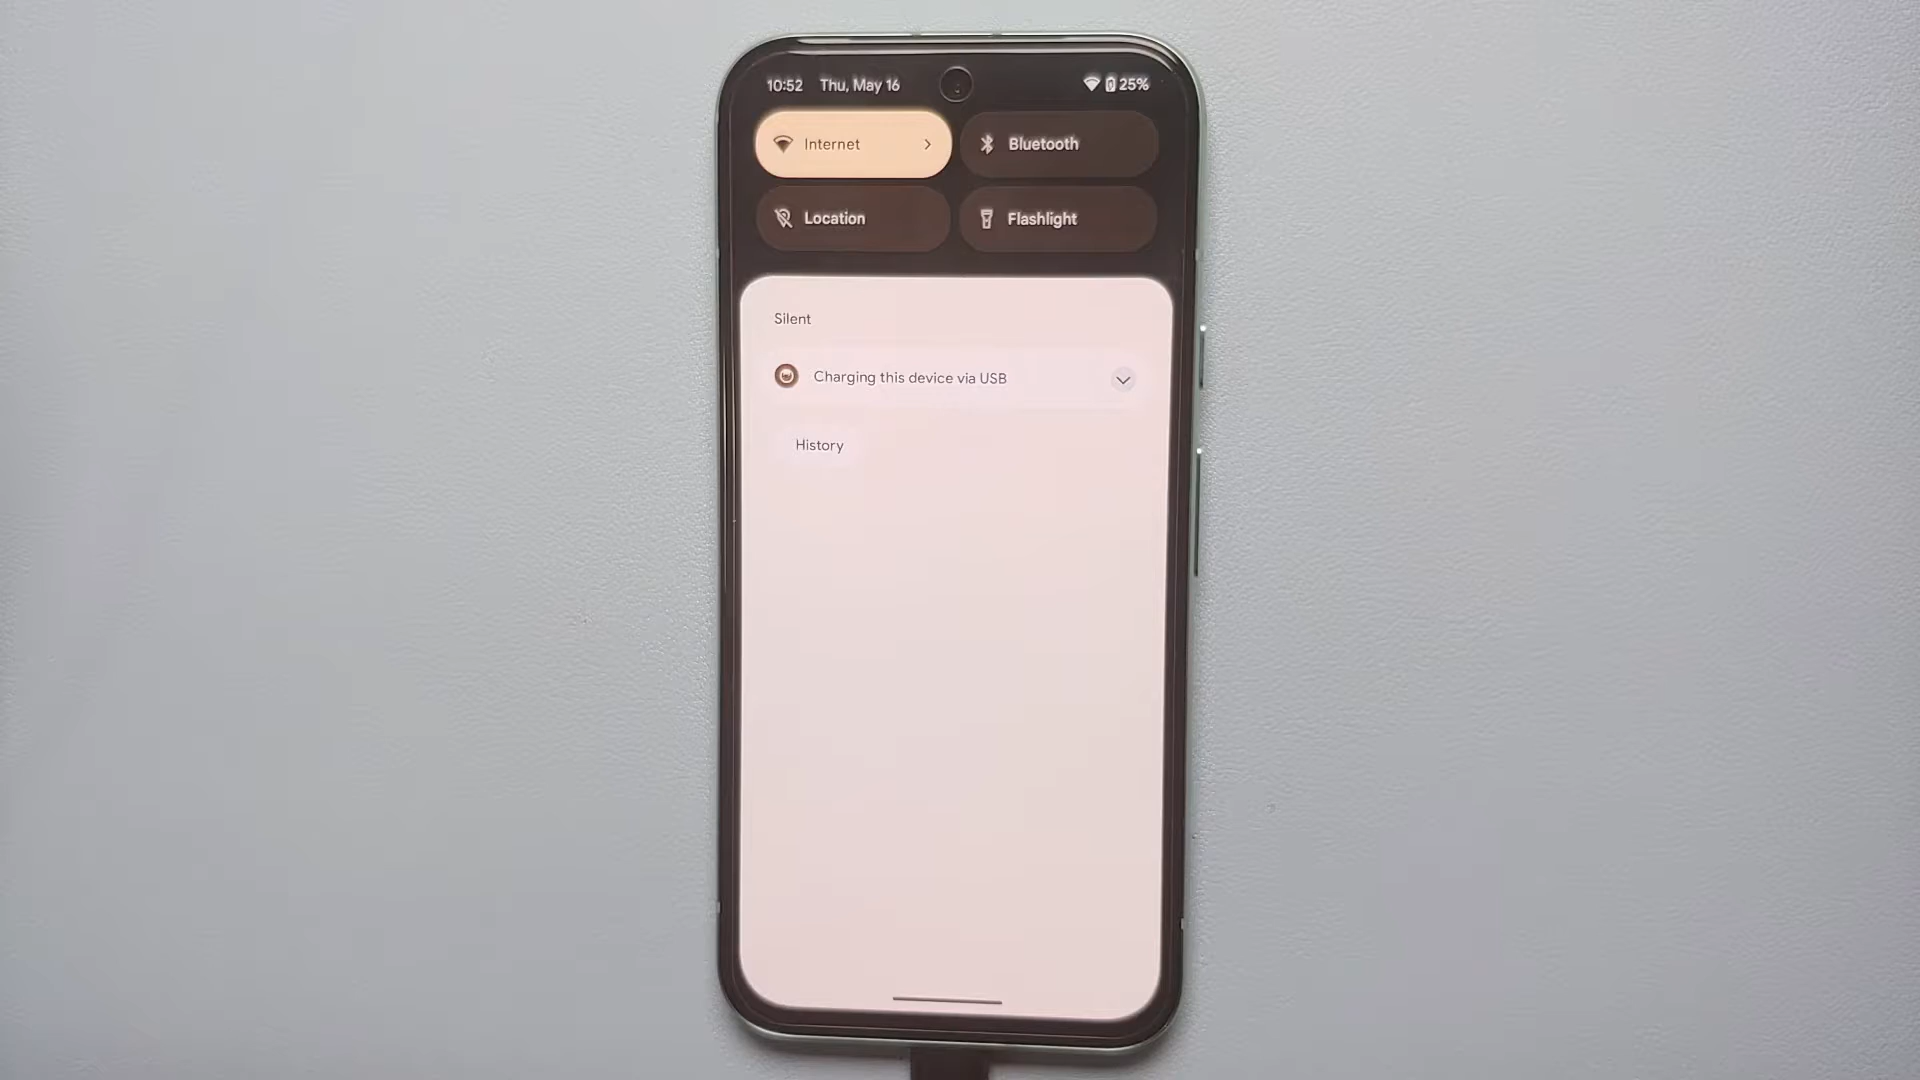 10:52 Thu, May 16 25%
Internet Bluetooth
Location Flashlight
Silent
Charging this device via USB
History